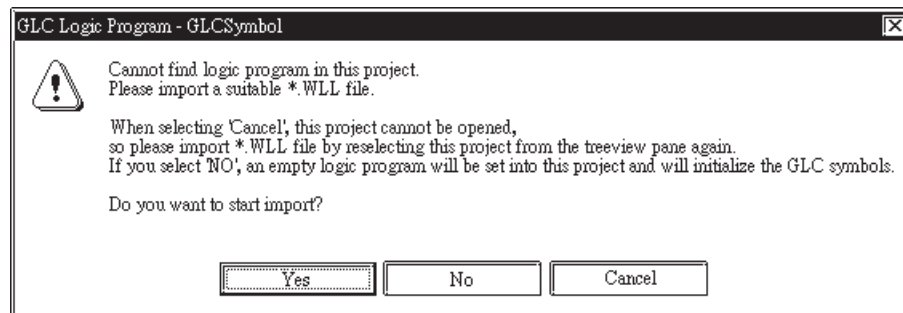 GLC Logic Program - GLCSymbol
Cannot find logic program in this project.
Please import a suitable *.WLL file.
When selecting 'Cancel', this project cannot be opened,
so please import *.WLL file by reselecting this project from the treeview pane again.
If you select 'NO', an empty logic program will be set into this project and will initialize the GLC symbols.
Do you want to start import?
Yes No Cancel